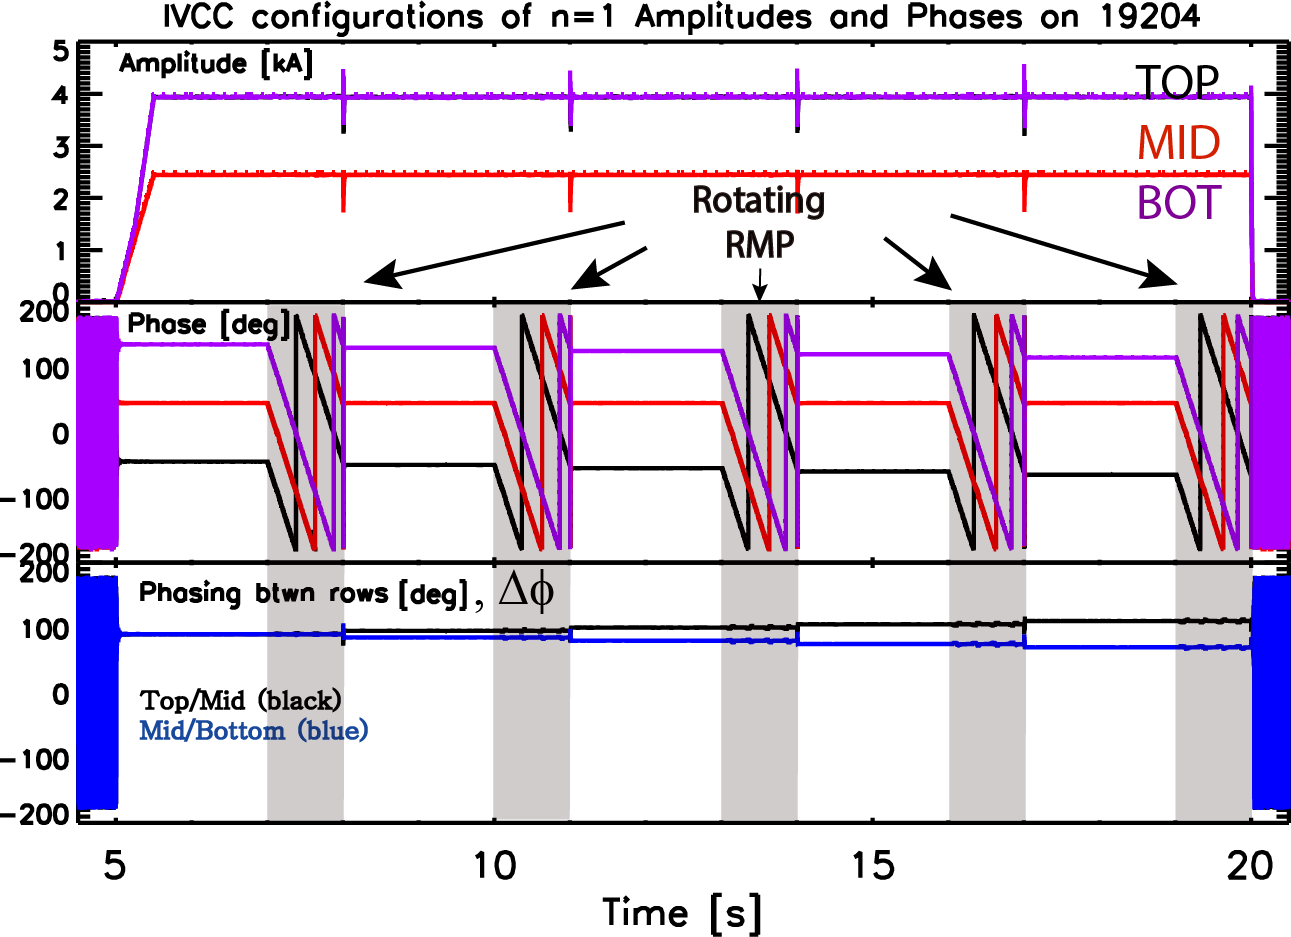 IVCC configurations of n=1 Amplitudes and Phases on 19204
5
Amplitude [kA]
TOP
4
3
MID
2
Rotating
BOT
RMP
1
0
200
Phase [deg]
100
0
-100
-200
200
Phasing btwn rows [deg], Δϕ
100
0
Top/Mid (black)
Mid/Bottom (blue)
-100
-200
5 10 15 20
Time [s]